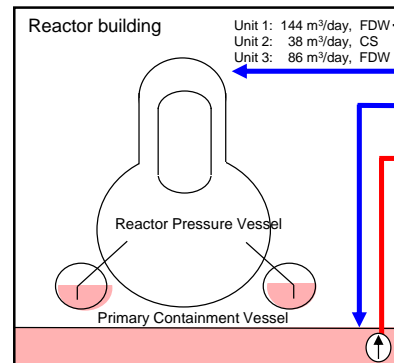 Reactor building
Unit 1: 144 m³/day, FDW
Unit 2: 38 m³/day, CS
Unit 3: 86 m³/day, FDW
Reactor Pressure Vessel
Primary Containment Vessel